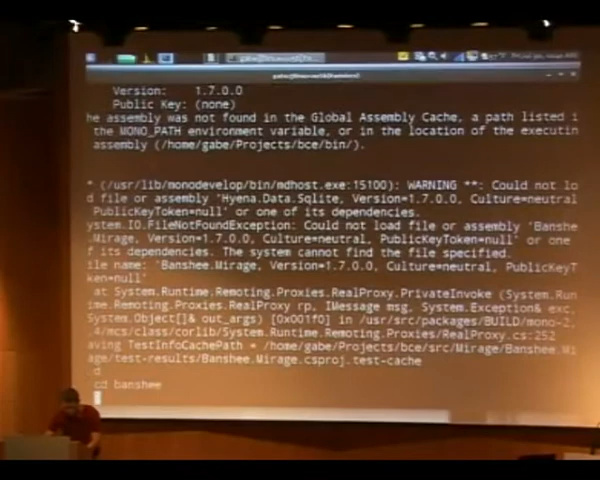 Version: 1.7.0.0
Public Key: (none)
he assembly was not found in the Global Assembly Cache, a path listed i
the MONO_PATH environment variable, or in the location of the executin
assembly (/home/gabe/Projects/bce/bin/).
* (/usr/lib/monodevelop/bin/mdhost.exe:15100): WARNING **: Could not lo
d file or assembly 'Hyena.Data.Sqlite, Version=1.7.0.0, Culture=neutral
PublicKeyToken=null' or one of its dependencies.
ystem.IO.FileNotFoundException: Could not load file or assembly 'Banshe
.Mirage, Version=1.7.0.0, Culture=neutral, PublicKeyToken=null' or one
f its dependencies. The system cannot find the file specified.
ile name: 'Banshee.Mirage, Version=1.7.0.0, Culture=neutral, PublicKeyT
ken=null'
at System.Runtime.Remoting.Proxies.RealProxy.PrivateInvoke (System.Run
ime.Remoting.Proxies.RealProxy rp, IMessage msg, System.Exception& exc,
System.Object[]& out_args) [0x001f0] in /usr/src/packages/BUILD/mono-2.
4/mcs/class/corlib/System.Runtime.Remoting.Proxies/RealProxy.cs:252
aving TestInfoCachePath = /home/gabe/Projects/bce/src/Mirage/Banshee.Mi
age/test-results/Banshee.Mirage.csproj.test-cache
d
cd banshee